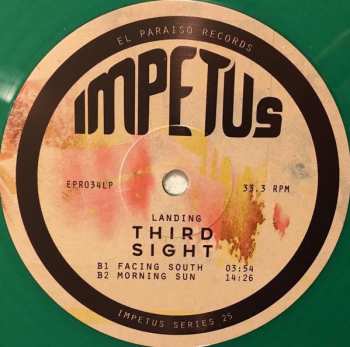 EL PARAISO RECORDS
IMPETUS
EPR034LP
33.3 RPM
LANDING
THIRD
SIGHT
B1 FACING SOUTH 03:54
B2 MORNING SUN 14:26
IMPETUS SERIES 25